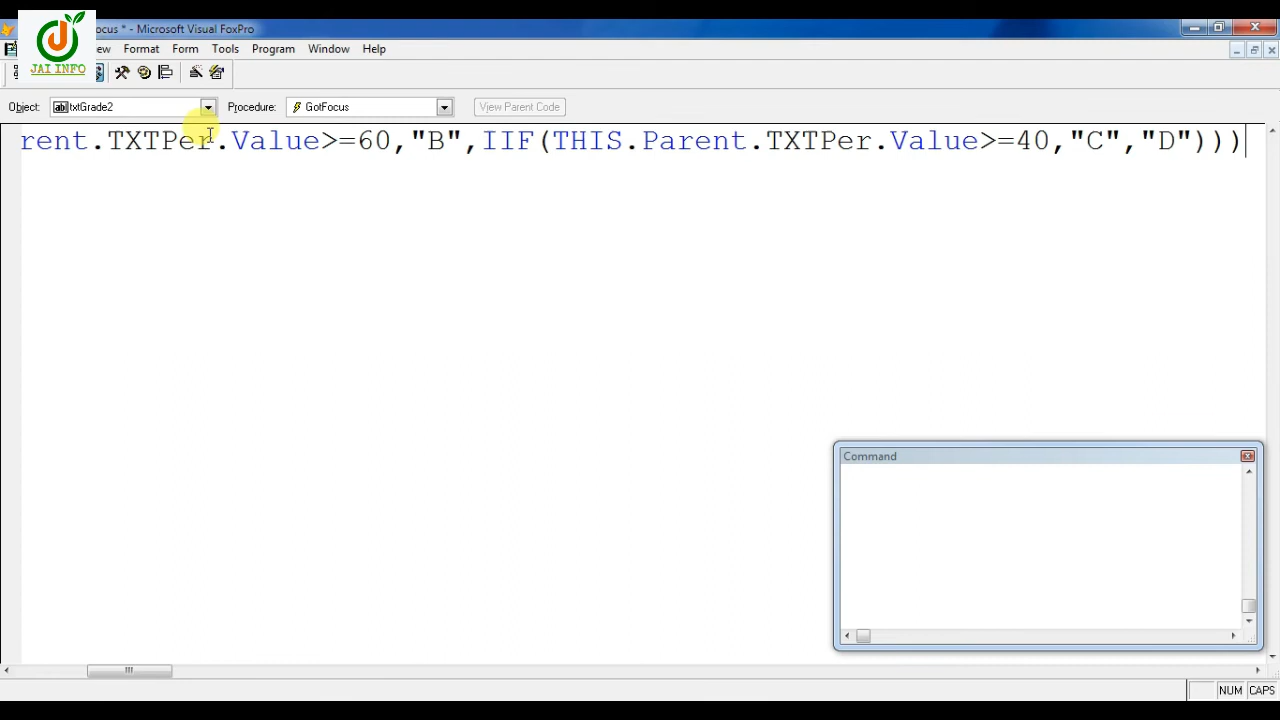 JAI INFO
ocus * - Microsoft Visual FoxPro
ew Format Form Tools Program Window Help
Object: txtGrade2 Procedure: GotFocus View Parent Code
rent.TXTPer.Value>=60,"B",IIF(THIS.Parent.TXTPer.Value>=40,"C","D")))
Command
NUM CAPS